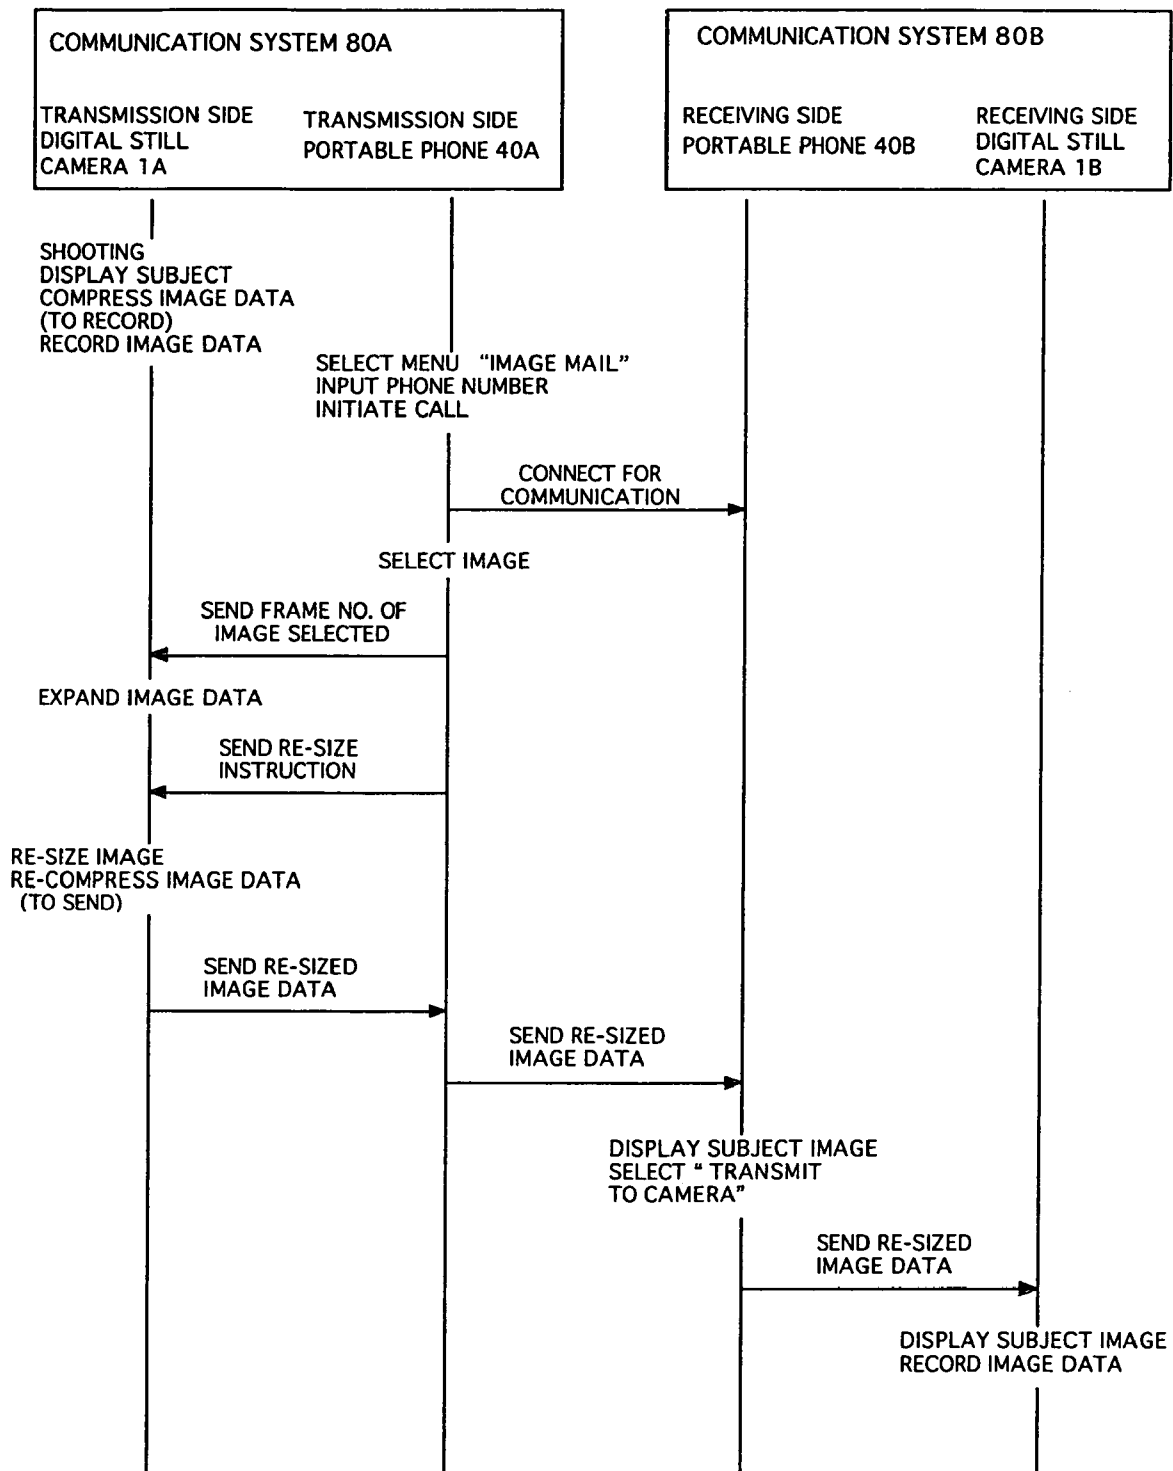 COMMUNICATION SYSTEM 80A
TRANSMISSION SIDE
DIGITAL STILL
CAMERA 1A
TRANSMISSION SIDE
PORTABLE PHONE 40A
COMMUNICATION SYSTEM 80B
RECEIVING SIDE
PORTABLE PHONE 40B
RECEIVING SIDE
DIGITAL STILL
CAMERA 1B
SHOOTING
DISPLAY SUBJECT
COMPRESS IMAGE DATA
(TO RECORD)
RECORD IMAGE DATA
SELECT MENU "IMAGE MAIL"
INPUT PHONE NUMBER
INITIATE CALL
CONNECT FOR
COMMUNICATION
SELECT IMAGE
SEND FRAME NO. OF
IMAGE SELECTED
EXPAND IMAGE DATA
SEND RE-SIZE
INSTRUCTION
RE-SIZE IMAGE
RE-COMPRESS IMAGE DATA
(TO SEND)
SEND RE-SIZED
IMAGE DATA
SEND RE-SIZED
IMAGE DATA
DISPLAY SUBJECT IMAGE
SELECT " TRANSMIT
TO CAMERA"
SEND RE-SIZED
IMAGE DATA
DISPLAY SUBJECT IMAGE
RECORD IMAGE DATA